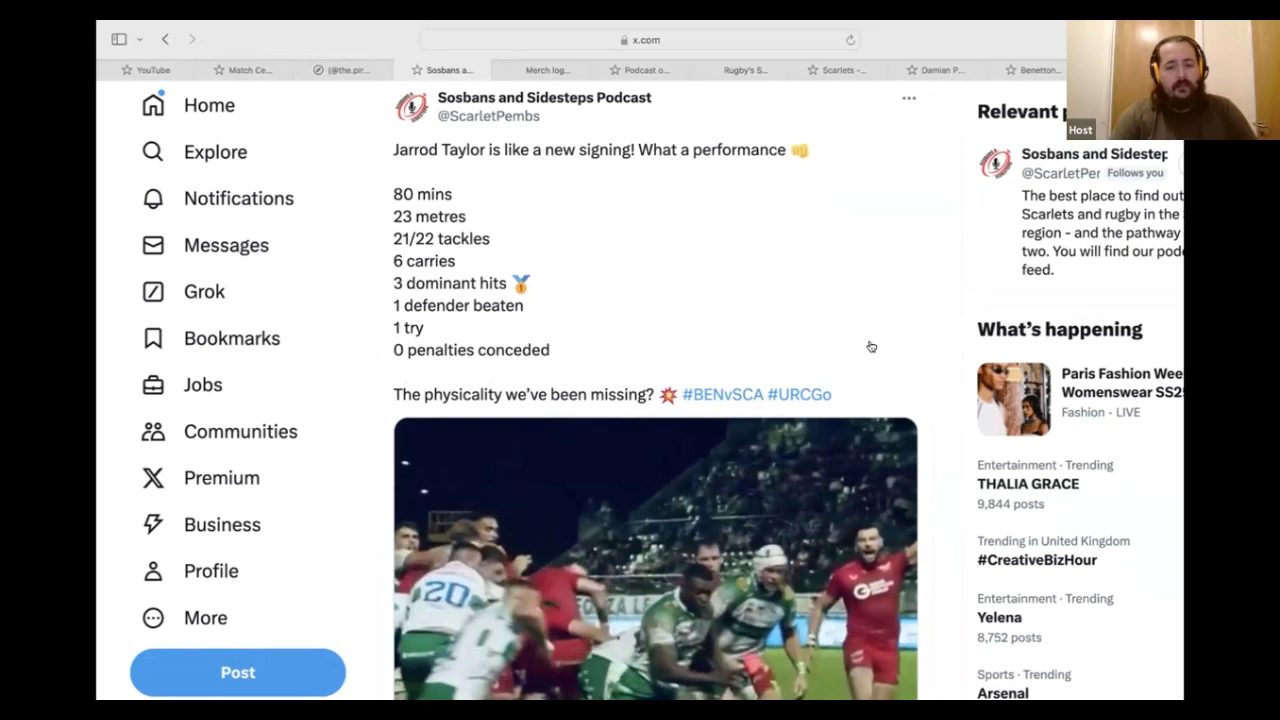 x.com
YouTube
Match Ce...
(@the.pir...
Sosbans a...
Merch log...
Podcast o...
Rugby's S...
Scarlets -...
Damian P...
Benetton...
Host
Home
Explore
Notifications
Messages
Grok
Bookmarks
Jobs
Communities
Premium
Business
Profile
More
Post
Sosbans and Sidesteps Podcast
@ScarletPembs
Jarrod Taylor is like a new signing! What a performance 👊
80 mins
23 metres
21/22 tackles
6 carries
3 dominant hits 🥇
1 defender beaten
1 try
0 penalties conceded
The physicality we've been missing? 💥 #BENvSCA #URCGo
20
Relevant
Sosbans and Sidestep
@ScarletPer Follows you
The best place to find out
Scarlets and rugby in the
region - and the pathway
two. You will find our pod
feed.
What's happening
Paris Fashion Wee
Womenswear SS25
Fashion · LIVE
Entertainment · Trending
THALIA GRACE
9,844 posts
Trending in United Kingdom
#CreativeBizHour
Entertainment · Trending
Yelena
8,752 posts
Sports · Trending
Arsenal